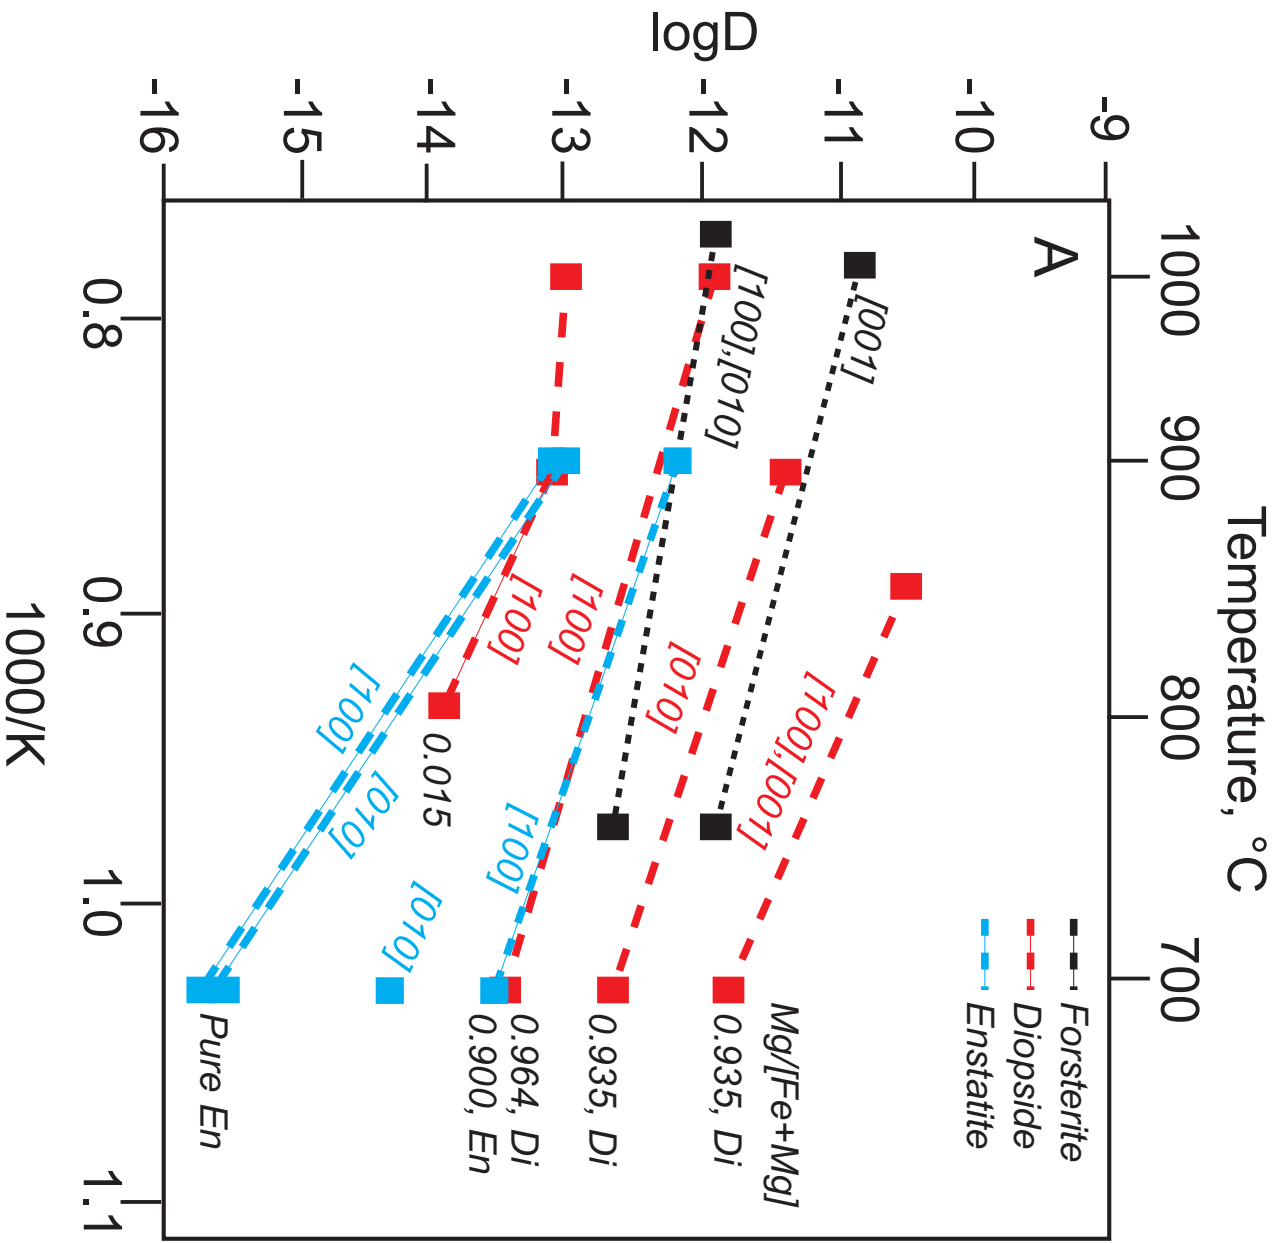 Temperature, °C
1000
900
800
700
logD
-9
-10
-11
-12
-13
-14
-15
-16
A
Forsterite
Diopside
Enstatite
[001]
[100],[010]
[100],[001]
[010]
[100]
[100]
[100]
[010]
[100]
[010]
Mg/[Fe+Mg]
0.935, Di
0.935, Di
0.964, Di
0.900, En
0.015
Pure En
0.8
0.9
1.0
1.1
1000/K